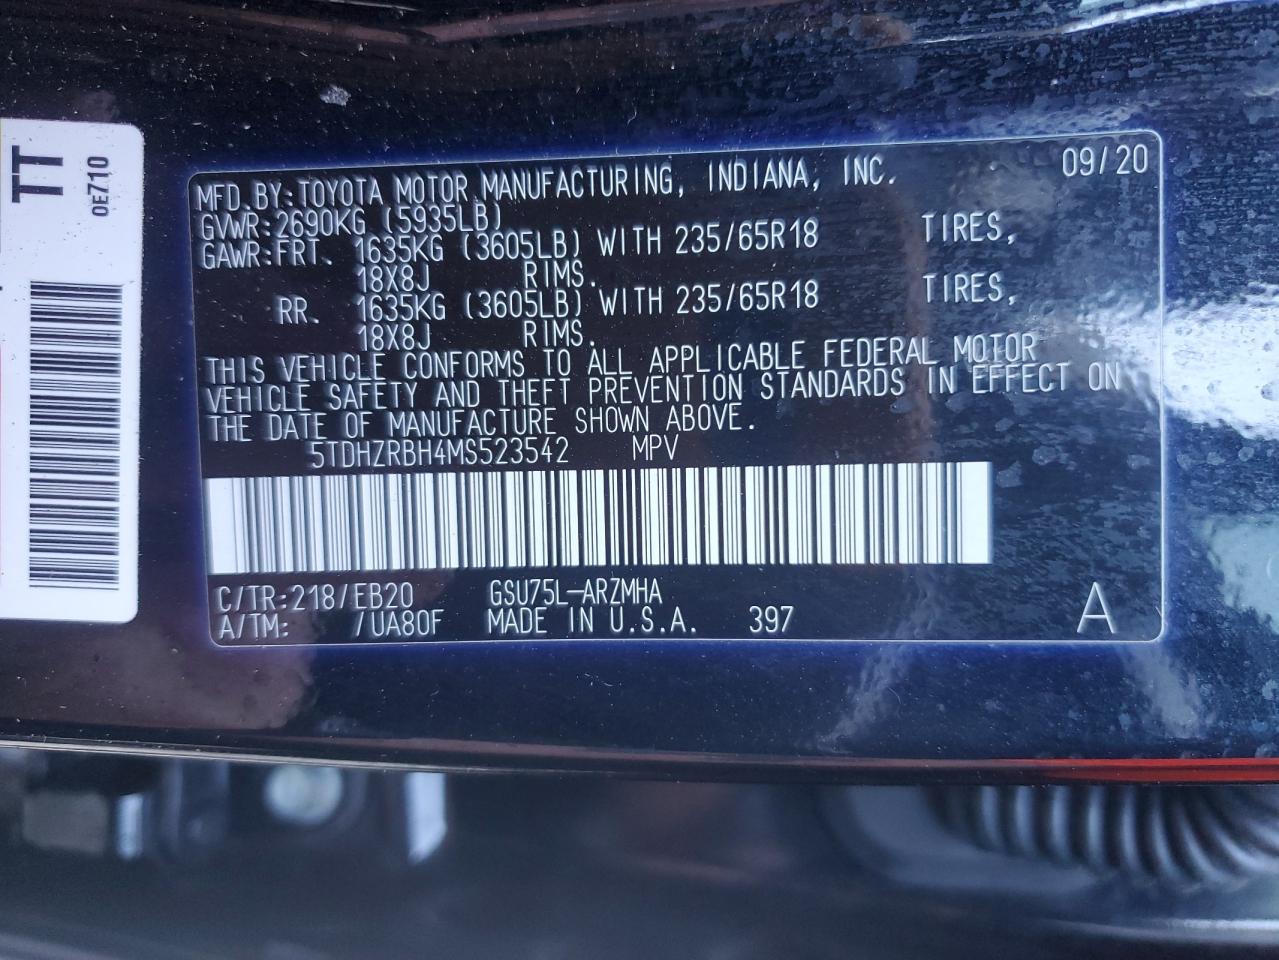 MFD.BY:TOYOTA MOTOR MANUFACTURING, INDIANA, INC. 09/20
GVWR:2690KG (5935LB)
GAWR:FRT. 1635KG (3605LB) WITH 235/65R18 TIRES,
18X8J RIMS.
RR. 1635KG (3605LB) WITH 235/65R18 TIRES,
18X8J RIMS.
THIS VEHICLE CONFORMS TO ALL APPLICABLE FEDERAL MOTOR
VEHICLE SAFETY AND THEFT PREVENTION STANDARDS IN EFFECT ON
THE DATE OF MANUFACTURE SHOWN ABOVE.
5TDHZRBH4MS523542 MPV
C/TR:218/EB20 GSU75L-ARZMHA
A/TM: /UA80F MADE IN U.S.A. 397 A
TT
0E710